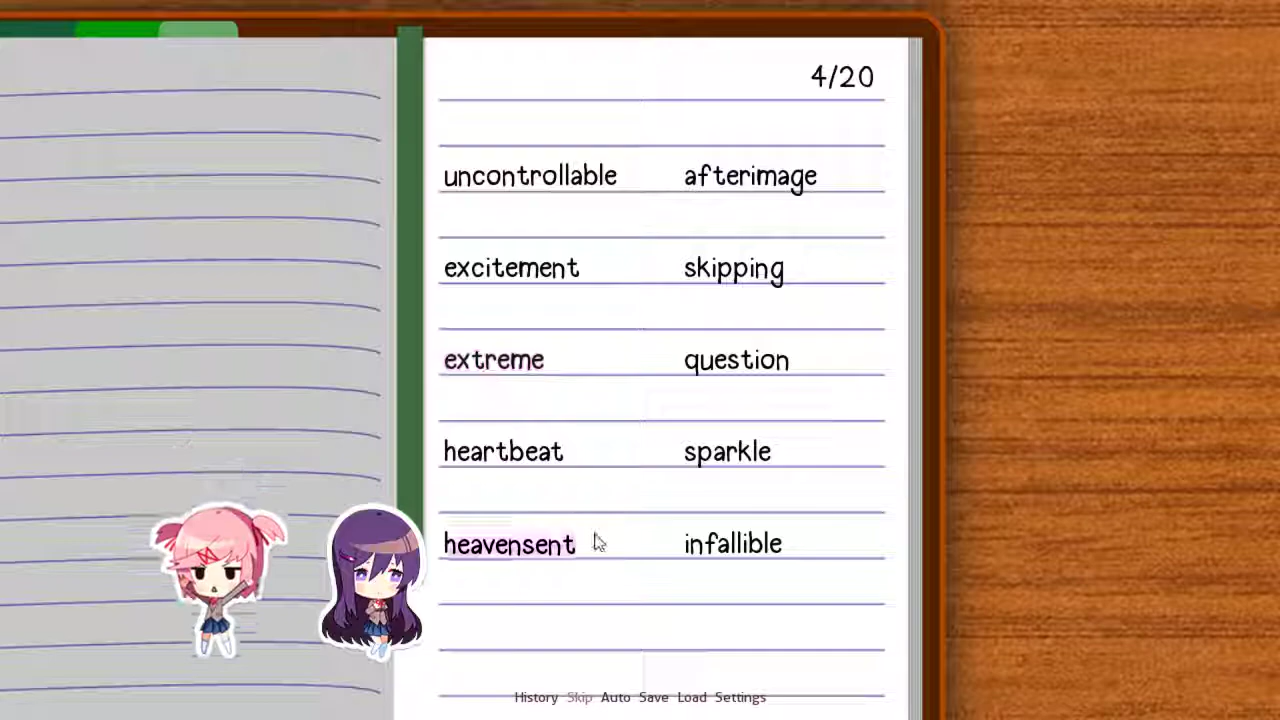 4/20
uncontrollable afterimage
excitement skipping
extreme question
heartbeat sparkle
heavensent infallible
History Skip Auto Save Load Settings